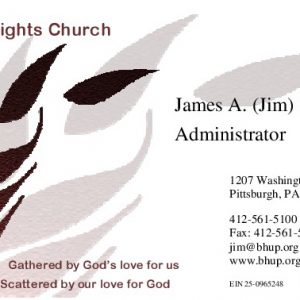 ights Church
James A. (Jim)
Administrator
1207 Washingt
Pittsburgh, PA
412-561-5100
Fax: 412-561-5
jim@bhup.org
www.bhup.org
EIN 25-0965248
Gathered by God's love for us
Scattered by our love for God